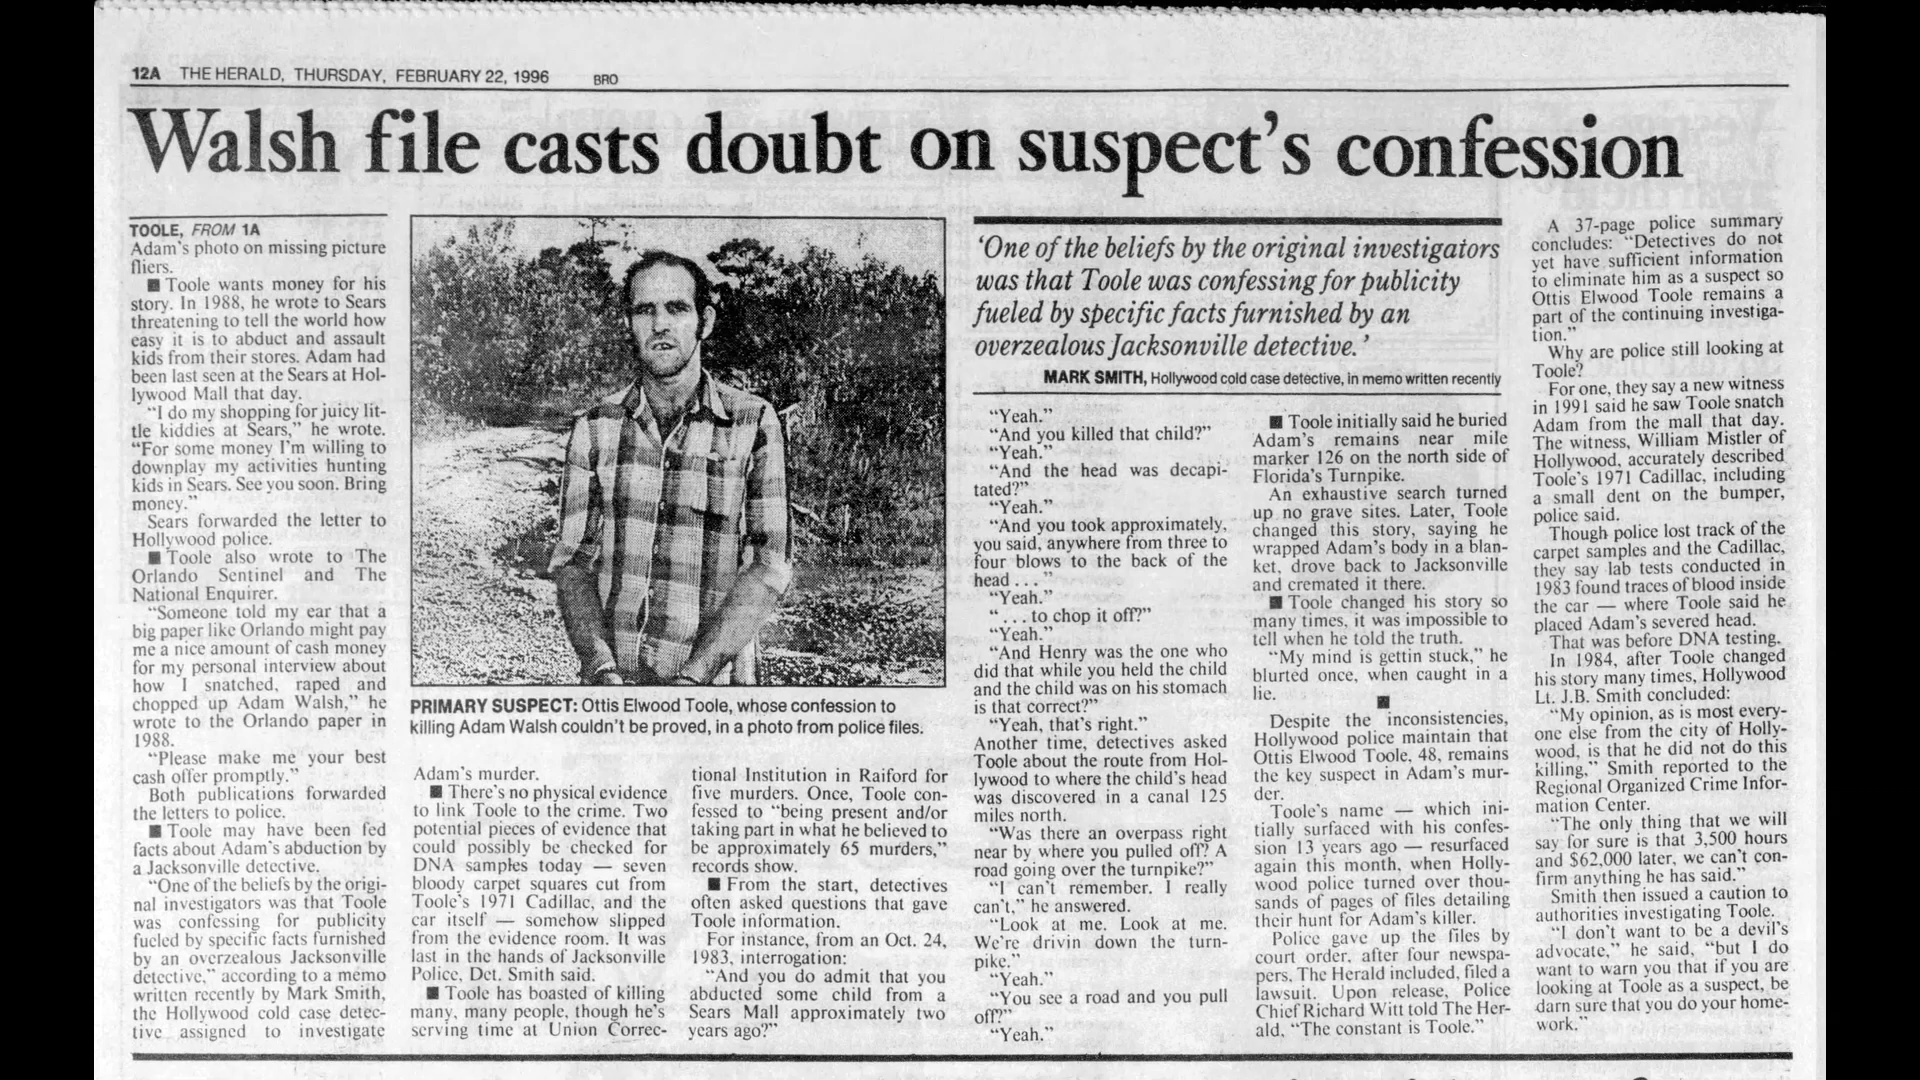 12A THE HERALD, THURSDAY, FEBRUARY 22, 1996 BRO
Walsh file casts doubt on suspect's confession
TOOLE, FROM 1A
Adam's photo on missing picture
fliers.
■ Toole wants money for his
story. In 1988, he wrote to Sears
threatening to tell the world how
easy it is to abduct and assault
kids from their stores. Adam had
been last seen at the Sears at Hol-
lywood Mall that day.
“I do my shopping for juicy lit-
tle kiddies at Sears,” he wrote.
“For some money I'm willing to
downplay my activities hunting
kids in Sears. See you soon. Bring
money.”
Sears forwarded the letter to
Hollywood police.
■ Toole also wrote to The
Orlando Sentinel and The
National Enquirer.
“Someone told my ear that a
big paper like Orlando might pay
me a nice amount of cash money
for my personal interview about
how I snatched, raped and
chopped up Adam Walsh,” he
wrote to the Orlando paper in
1988.
“Please make me your best
cash offer promptly.”
Both publications forwarded
the letters to police.
■ Toole may have been fed
facts about Adam's abduction by
a Jacksonville detective.
“One of the beliefs by the origi-
nal investigators was that Toole
was confessing for publicity
fueled by specific facts furnished
by an overzealous Jacksonville
detective,” according to a memo
written recently by Mark Smith,
the Hollywood cold case detec-
tive assigned to investigate
PRIMARY SUSPECT: Ottis Elwood Toole, whose confession to
killing Adam Walsh couldn't be proved, in a photo from police files.
Adam's murder.
■ There's no physical evidence
to link Toole to the crime. Two
potential pieces of evidence that
could possibly be checked for
DNA samples today — seven
bloody carpet squares cut from
Toole's 1971 Cadillac, and the
car itself — somehow slipped
from the evidence room. It was
last in the hands of Jacksonville
Police, Det. Smith said.
■ Toole has boasted of killing
many, many people, though he's
serving time at Union Correc-
tional Institution in Raiford for
five murders. Once, Toole con-
fessed to “being present and/or
taking part in what he believed to
be approximately 65 murders,”
records show.
■ From the start, detectives
often asked questions that gave
Toole information.
For instance, from an Oct. 24,
1983, interrogation:
“And you do admit that you
abducted some child from a
Sears Mall approximately two
years ago?”
‘One of the beliefs by the original investigators
was that Toole was confessing for publicity
fueled by specific facts furnished by an
overzealous Jacksonville detective.’
MARK SMITH, Hollywood cold case detective, in memo written recently
“Yeah.”
“And you killed that child?”
“Yeah.”
“And the head was decapi-
tated?”
“Yeah.”
“And you took approximately,
you said, anywhere from three to
four blows to the back of the
head . . .”
“Yeah.”
“. . . to chop it off?”
“Yeah.”
“And Henry was the one who
did that while you held the child
and the child was on his stomach
is that correct?”
“Yeah, that's right.”
Another time, detectives asked
Toole about the route from Hol-
lywood to where the child's head
was discovered in a canal 125
miles north.
“Was there an overpass right
near by where you pulled off? A
road going over the turnpike?”
“I can't remember. I really
can't,” he answered.
“Look at me. Look at me.
We're drivin down the turn-
pike.”
“Yeah.”
“You see a road and you pull
off?”
“Yeah.”
■ Toole initially said he buried
Adam's remains near mile
marker 126 on the north side of
Florida's Turnpike.
An exhaustive search turned
up no grave sites. Later, Toole
changed this story, saying he
wrapped Adam's body in a blan-
ket, drove back to Jacksonville
and cremated it there.
■ Toole changed his story so
many times, it was impossible to
tell when he told the truth.
“My mind is gettin stuck,” he
blurted once, when caught in a
lie.
■
Despite the inconsistencies,
Hollywood police maintain that
Ottis Elwood Toole, 48, remains
the key suspect in Adam's mur-
der.
Toole's name — which ini-
tially surfaced with his confes-
sion 13 years ago — resurfaced
again this month, when Holly-
wood police turned over thou-
sands of pages of files detailing
their hunt for Adam's killer.
Police gave up the files by
court order, after four newspa-
pers, The Herald included, filed a
lawsuit. Upon release, Police
Chief Richard Witt told The Her-
ald, “The constant is Toole.”
A 37-page police summary
concludes: “Detectives do not
yet have sufficient information
to eliminate him as a suspect so
Ottis Elwood Toole remains a
part of the continuing investiga-
tion.”
Why are police still looking at
Toole?
For one, they say a new witness
in 1991 said he saw Toole snatch
Adam from the mall that day.
The witness, William Mistler of
Hollywood, accurately described
Toole's 1971 Cadillac, including
a small dent on the bumper,
police said.
Though police lost track of the
carpet samples and the Cadillac,
they say lab tests conducted in
1983 found traces of blood inside
the car — where Toole said he
placed Adam's severed head.
That was before DNA testing.
In 1984, after Toole changed
his story many times, Hollywood
Lt. J.B. Smith concluded:
“My opinion, as is most every-
one else from the city of Holly-
wood, is that he did not do this
killing,” Smith reported to the
Regional Organized Crime Infor-
mation Center.
“The only thing that we will
say for sure is that 3,500 hours
and $62,000 later, we can't con-
firm anything he has said.”
Smith then issued a caution to
authorities investigating Toole.
“I don't want to be a devil's
advocate,” he said, “but I do
want to warn you that if you are
looking at Toole as a suspect, be
darn sure that you do your home-
work.”